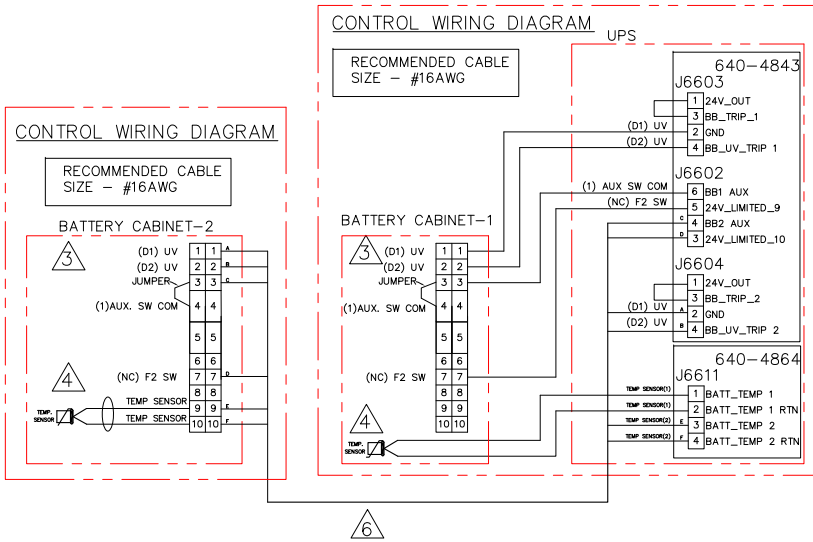 CONTROL WIRING DIAGRAM
RECOMMENDED CABLE
SIZE - #16AWG
BATTERY CABINET-2
3
(D1) UV 1 1 A
(D2) UV 2 2 B
JUMPER 3 3 C
(1)AUX. SW COM 4 4
5 5
6 6
(NC) F2 SW 7 7 D
8 8
4
TEMP SENSOR 9 9 E
TEMP. SENSOR
TEMP SENSOR 10 10 F
CONTROL WIRING DIAGRAM
RECOMMENDED CABLE
SIZE - #16AWG
BATTERY CABINET-1
3
(D1) UV 1 1
(D2) UV 2 2
JUMPER 3 3
(1)AUX. SW COM 4 4
5 5
6 6
(NC) F2 SW 7 7
8 8
9 9
10 10
4
TEMP. SENSOR
UPS
640-4843
J6603
1 24V_OUT
3 BB_TRIP_1
(D1) UV 2 GND
(D2) UV 4 BB_UV_TRIP 1
J6602
(1) AUX SW COM 6 BB1 AUX
(NC) F2 SW 5 24V_LIMITED_9
C 4 BB2 AUX
D 3 24V_LIMITED_10
J6604
1 24V_OUT
3 BB_TRIP_2
(D1) UV A 2 GND
(D2) UV B 4 BB_UV_TRIP 2
640-4864
J6611
TEMP SENSOR(1) 1 BATT_TEMP 1
TEMP SENSOR(1) 2 BATT_TEMP 1 RTN
TEMP SENSOR(2) E 3 BATT_TEMP 2
TEMP SENSOR(2) F 4 BATT_TEMP 2 RTN
6